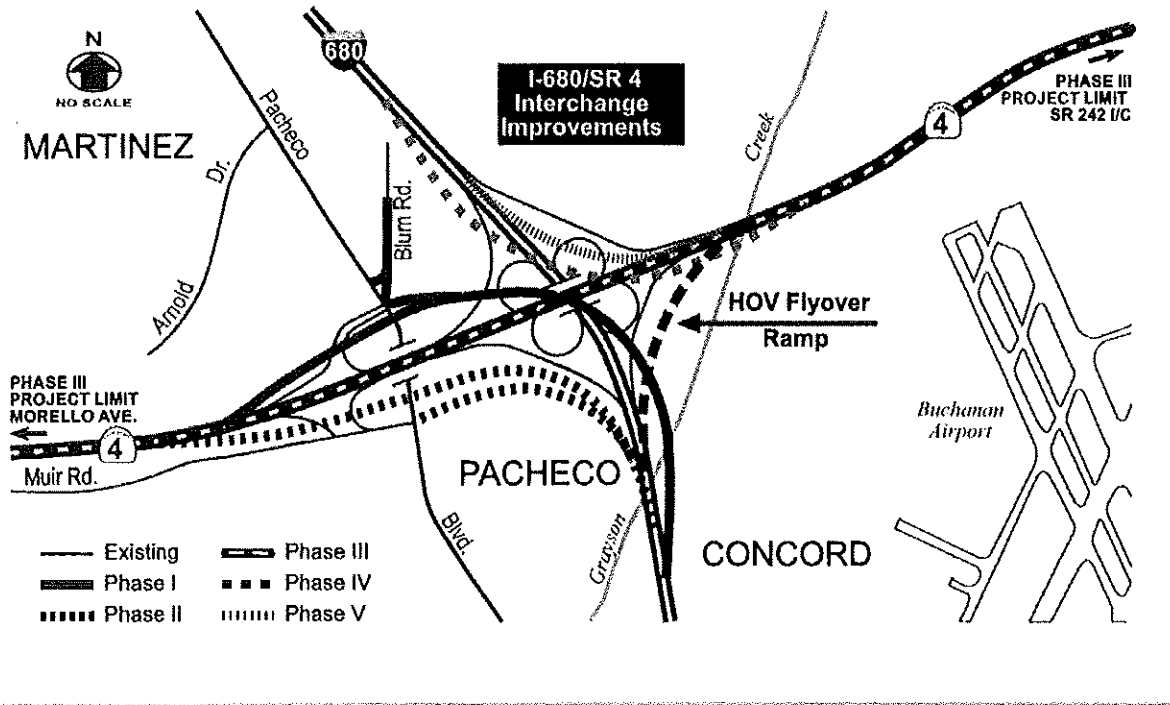 N
NO SCALE
MARTINEZ
680
I-680/SR 4
Interchange
Improvements
PHASE III
PROJECT LIMIT
SR 242 I/C
4
Creek
Pacheco
Dr.
Blum Rd.
Arnold
HOV Flyover
Ramp
PHASE III
PROJECT LIMIT
MORELLO AVE.
4
Muir Rd.
Buchanan
Airport
PACHECO
Blvd.
Grayson
CONCORD
Existing
Phase I
Phase II
Phase III
Phase IV
Phase V